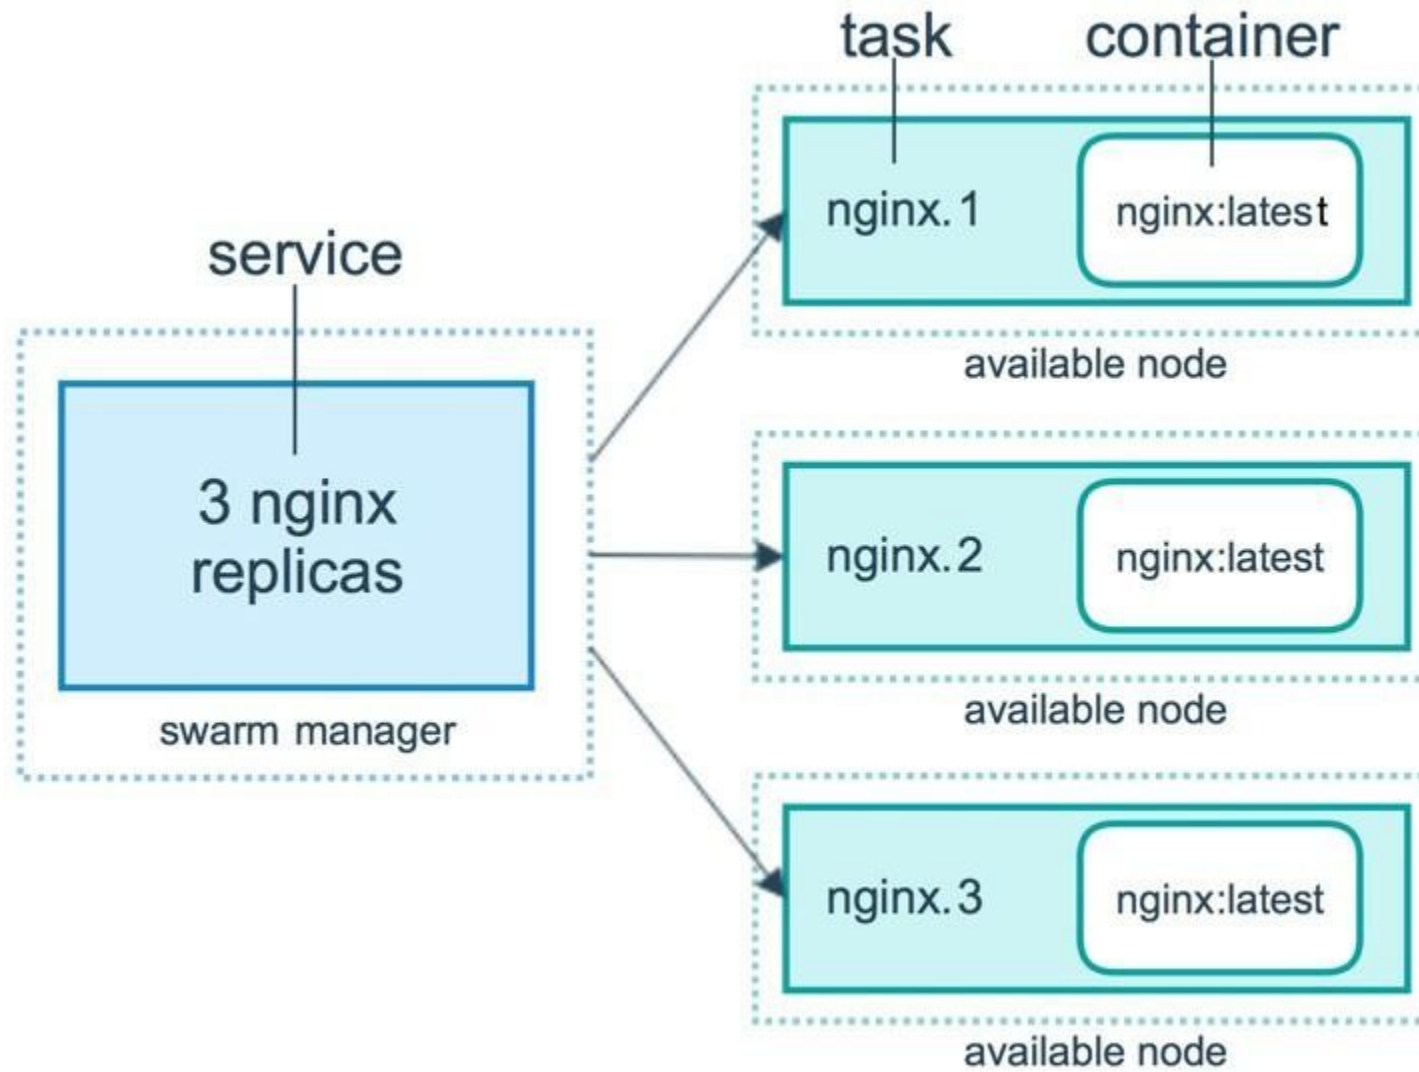 task
container
nginx.1
nginx:latest
available node
service
3 nginx
replicas
swarm manager
nginx.2
nginx:latest
available node
nginx.3
nginx:latest
available node